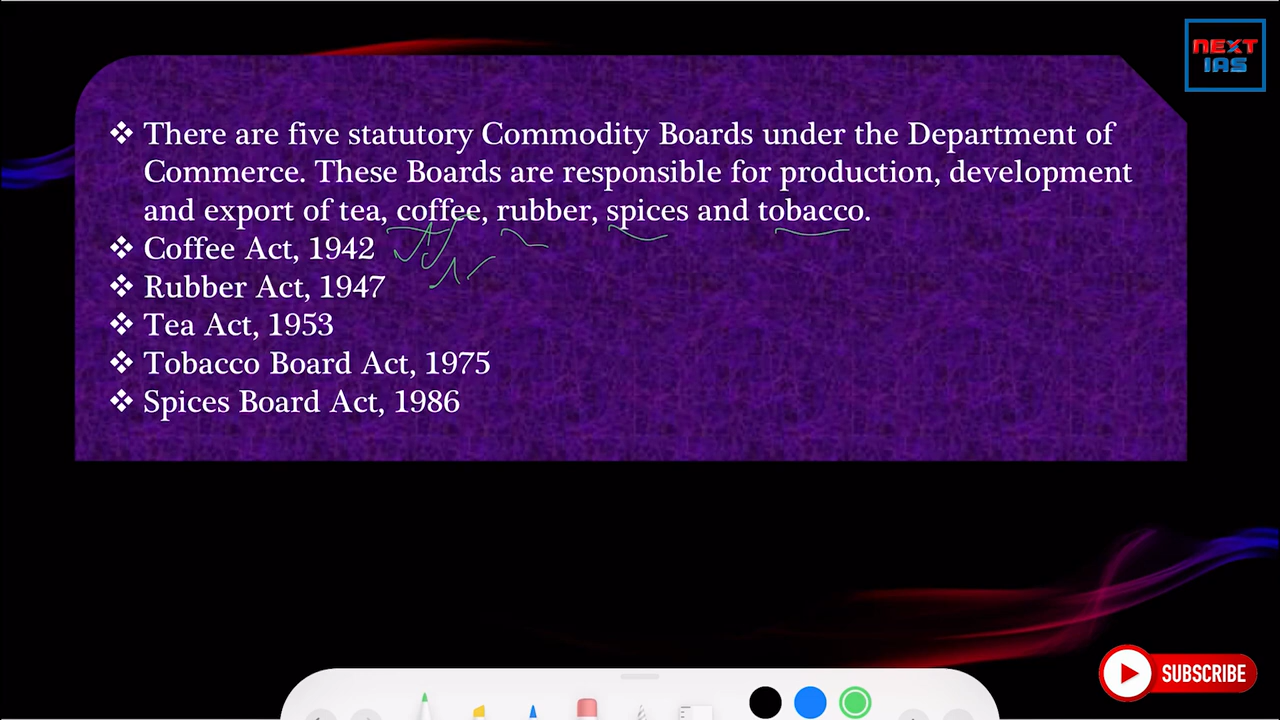 NEXT
IAS
❖ There are five statutory Commodity Boards under the Department of
Commerce. These Boards are responsible for production, development
and export of tea, coffee, rubber, spices and tobacco.
❖ Coffee Act, 1942
❖ Rubber Act, 1947
❖ Tea Act, 1953
❖ Tobacco Board Act, 1975
❖ Spices Board Act, 1986
SUBSCRIBE